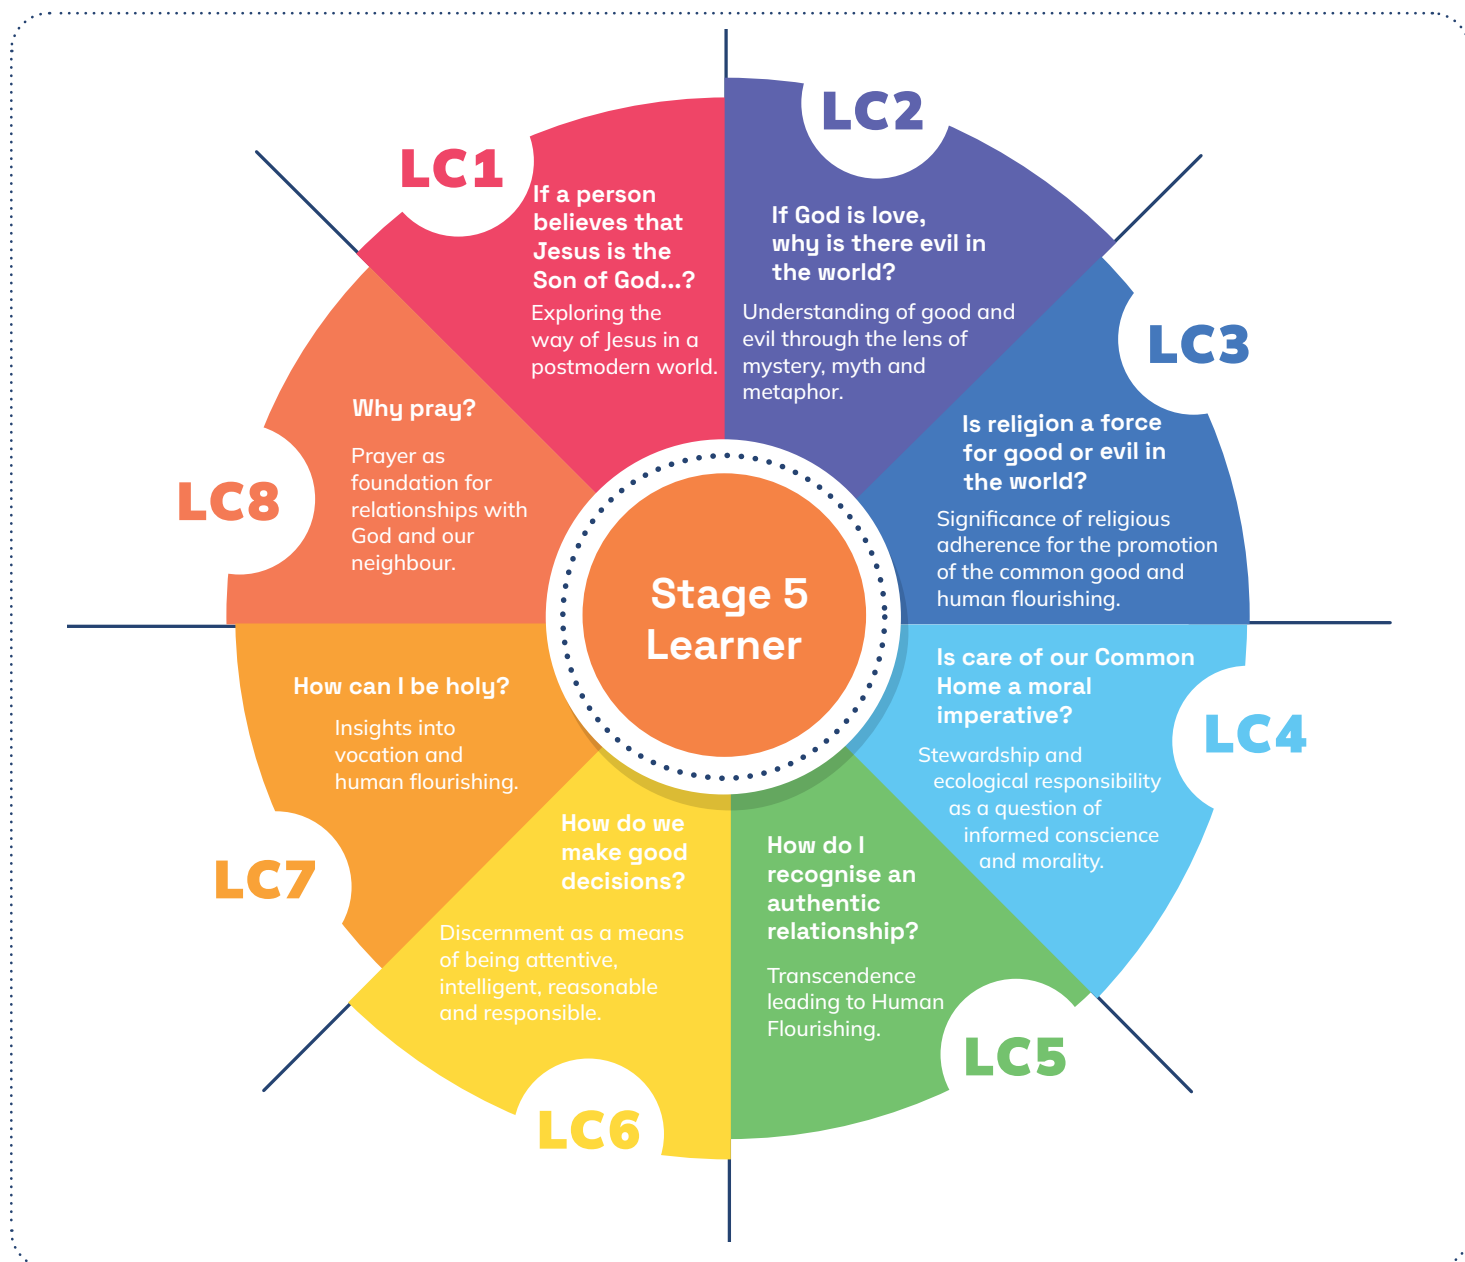 LC1
If a person
believes that
Jesus is the
Son of God...?
Exploring the
way of Jesus in a
postmodern world.
LC2
If God is love,
why is there evil in
the world?
Understanding of good and
evil through the lens of
mystery, myth and
metaphor.
LC3
Is religion a force
for good or evil in
the world?
Significance of religious
adherence for the promotion
of the common good and
human flourishing.
LC4
Is care of our Common
Home a moral
imperative?
Stewardship and
ecological responsibility
as a question of
informed conscience
and morality.
LC5
How do I
recognise an
authentic
relationship?
Transcendence
leading to Human
Flourishing.
LC6
How do we
make good
decisions?
Discernment as a means
of being attentive,
intelligent, reasonable
and responsible.
LC7
How can I be holy?
Insights into
vocation and
human flourishing.
LC8
Why pray?
Prayer as
foundation for
relationships with
God and our
neighbour.
Stage 5
Learner